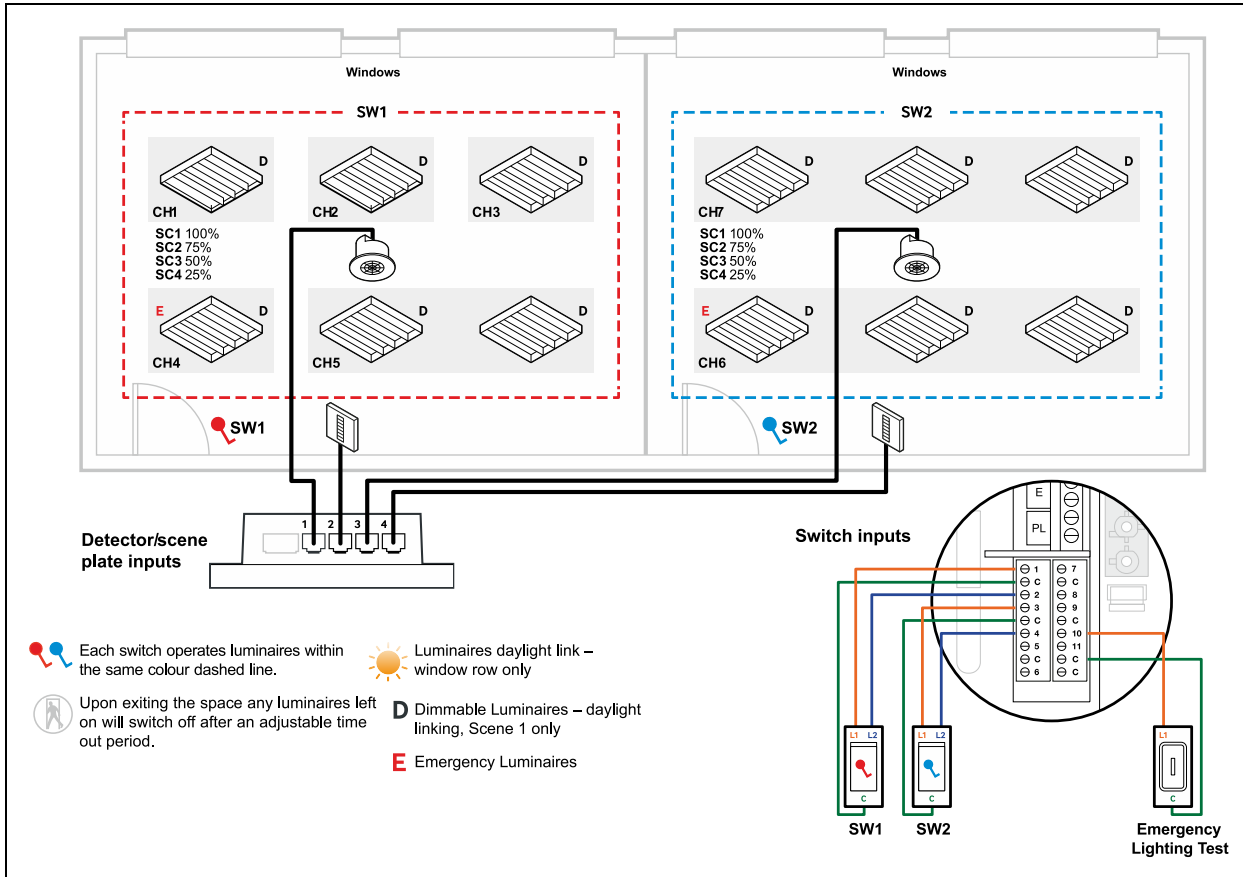 Windows
Windows
SW1
SW2
D
D
D
D
D
D
CH1
CH2
CH3
CH7
SC1 100%
SC2 75%
SC3 50%
SC4 25%
SC1 100%
SC2 75%
SC3 50%
SC4 25%
E
D
D
D
E
D
D
D
CH4
CH5
CH6
SW1
SW2
1 2 3 4
Detector/scene
plate inputs
Switch inputs
E
PL
1
C
2
3
C
4
5
C
6
7
C
8
9
C
10
11
C
C
Each switch operates luminaires within
the same colour dashed line.
Upon exiting the space any luminaires left
on will switch off after an adjustable time
out period.
Luminaires daylight link –
window row only
D Dimmable Luminaires – daylight
linking, Scene 1 only
E Emergency Luminaires
L1 L2
C
SW1
L1 L2
C
SW2
L1
C
Emergency
Lighting Test